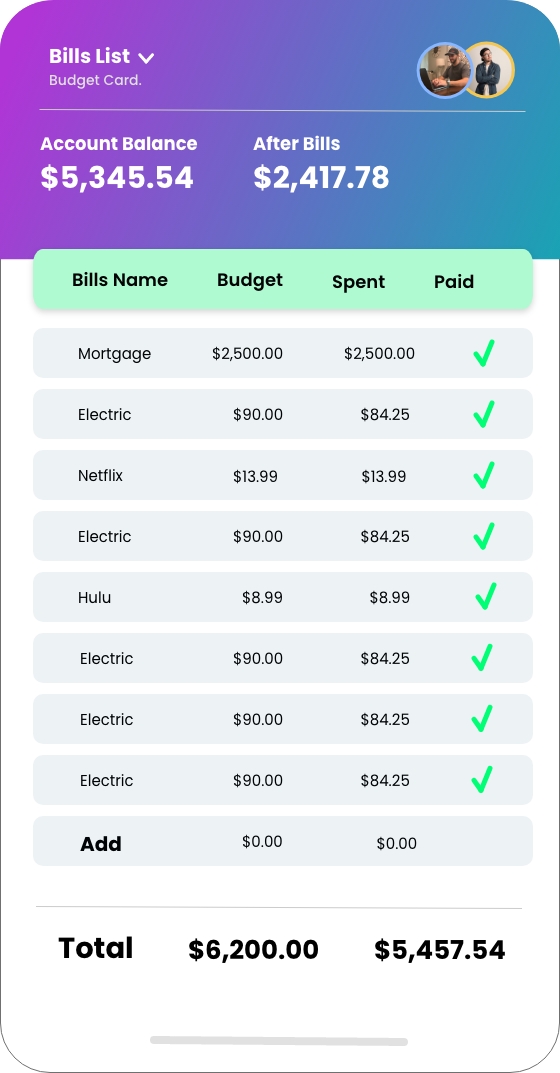 Bills List
Budget Card.
Account Balance After Bills
$5,345.54 $2,417.78
Bills Name Budget Spent Paid
Mortgage $2,500.00 $2,500.00
Electric $90.00 $84.25
Netflix $13.99 $13.99
Electric $90.00 $84.25
Hulu $8.99 $8.99
Electric $90.00 $84.25
Electric $90.00 $84.25
Electric $90.00 $84.25
Add $0.00 $0.00
Total $6,200.00 $5,457.54